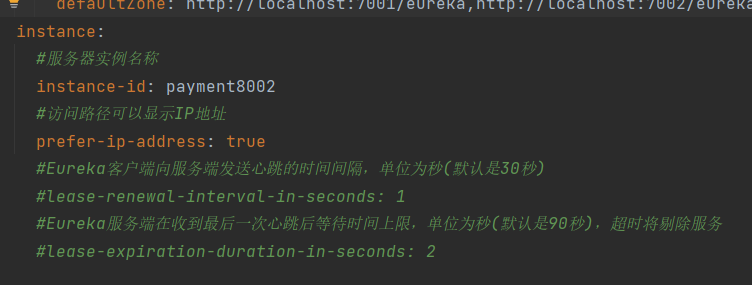 defaultZone: http://localhost:7001/eureka,http://localhost:7002/eureka
instance:
#服务器实例名称
instance-id: payment8002
#访问路径可以显示IP地址
prefer-ip-address: true
#Eureka客户端向服务端发送心跳的时间间隔，单位为秒(默认是30秒)
#lease-renewal-interval-in-seconds: 1
#Eureka服务端在收到最后一次心跳后等待时间上限，单位为秒(默认是90秒)，超时将剔除服务
#lease-expiration-duration-in-seconds: 2